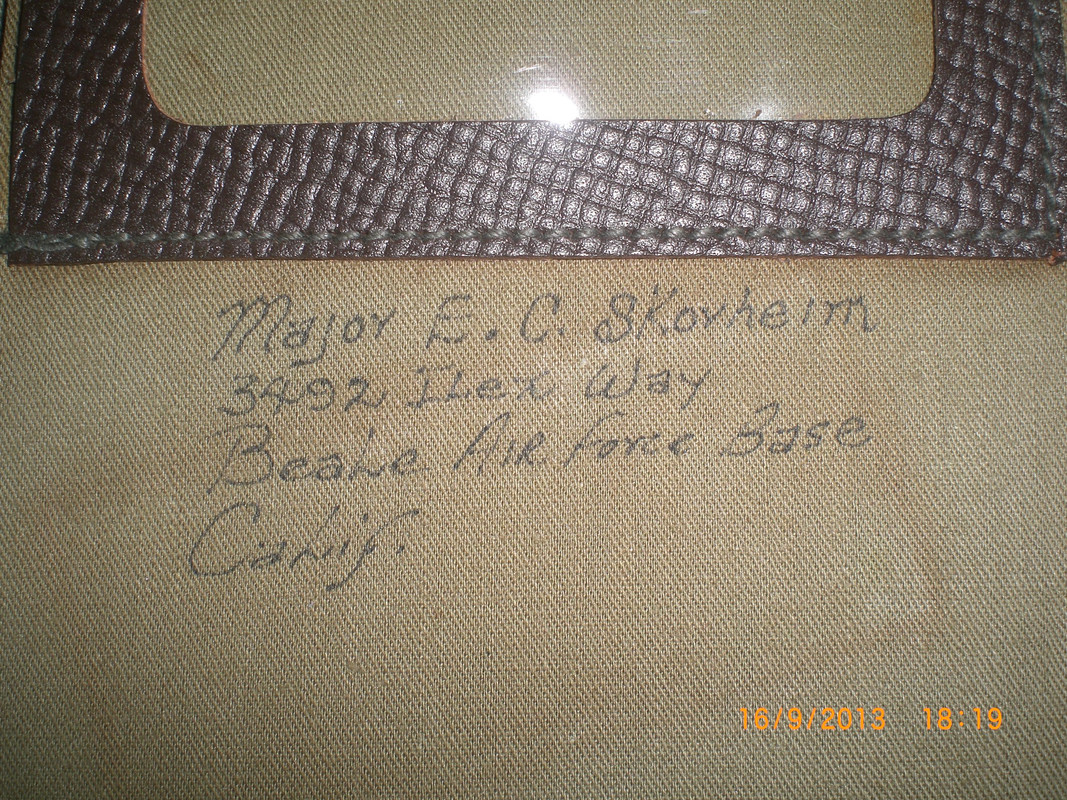 Major E. C. Skovheim
3492 ILex Way
BeaLe AIR force Base
Calif.
16/9/2013 18:19